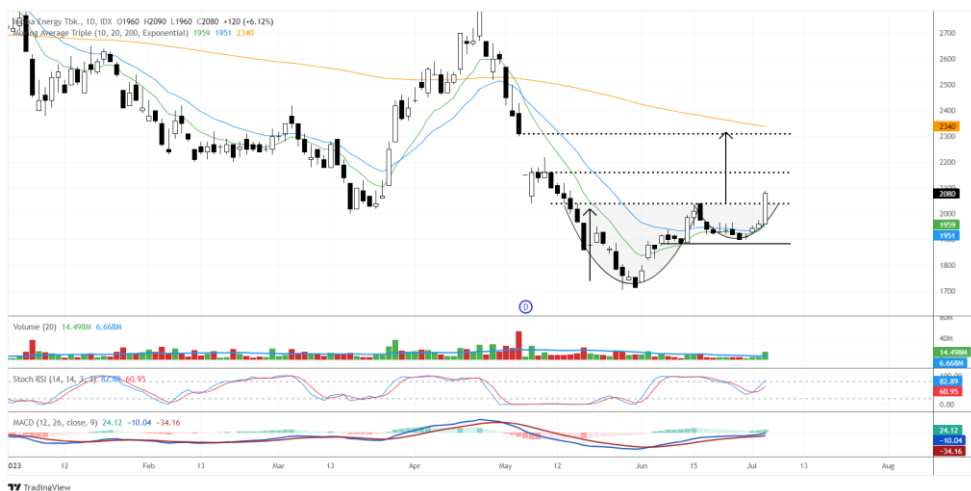 Energy Tbk., 1D, IDX O1960 H2090 L1960 C2080 +120 (+6.12%)
Moving Average Triple (10, 20, 200, Exponential) 1959 1951 2340
2700
2600
2500
2400
2340
2300
2200
2100
2080
2000
1959
1951
1800
1700
D
Volume (20) 14.498M 6.668M
40M
14.498M
6.668M
Stoch RSI (14, 14, 3, 3) 82.89 60.95
82.89
60.95
0.00
MACD (12, 26, close, 9) 24.12 −10.04 −34.16
24.12
−10.04
−34.16
023 12 Feb 13 Mar 13 Apr May 12 Jun 15 Jul 13 Aug
TradingView